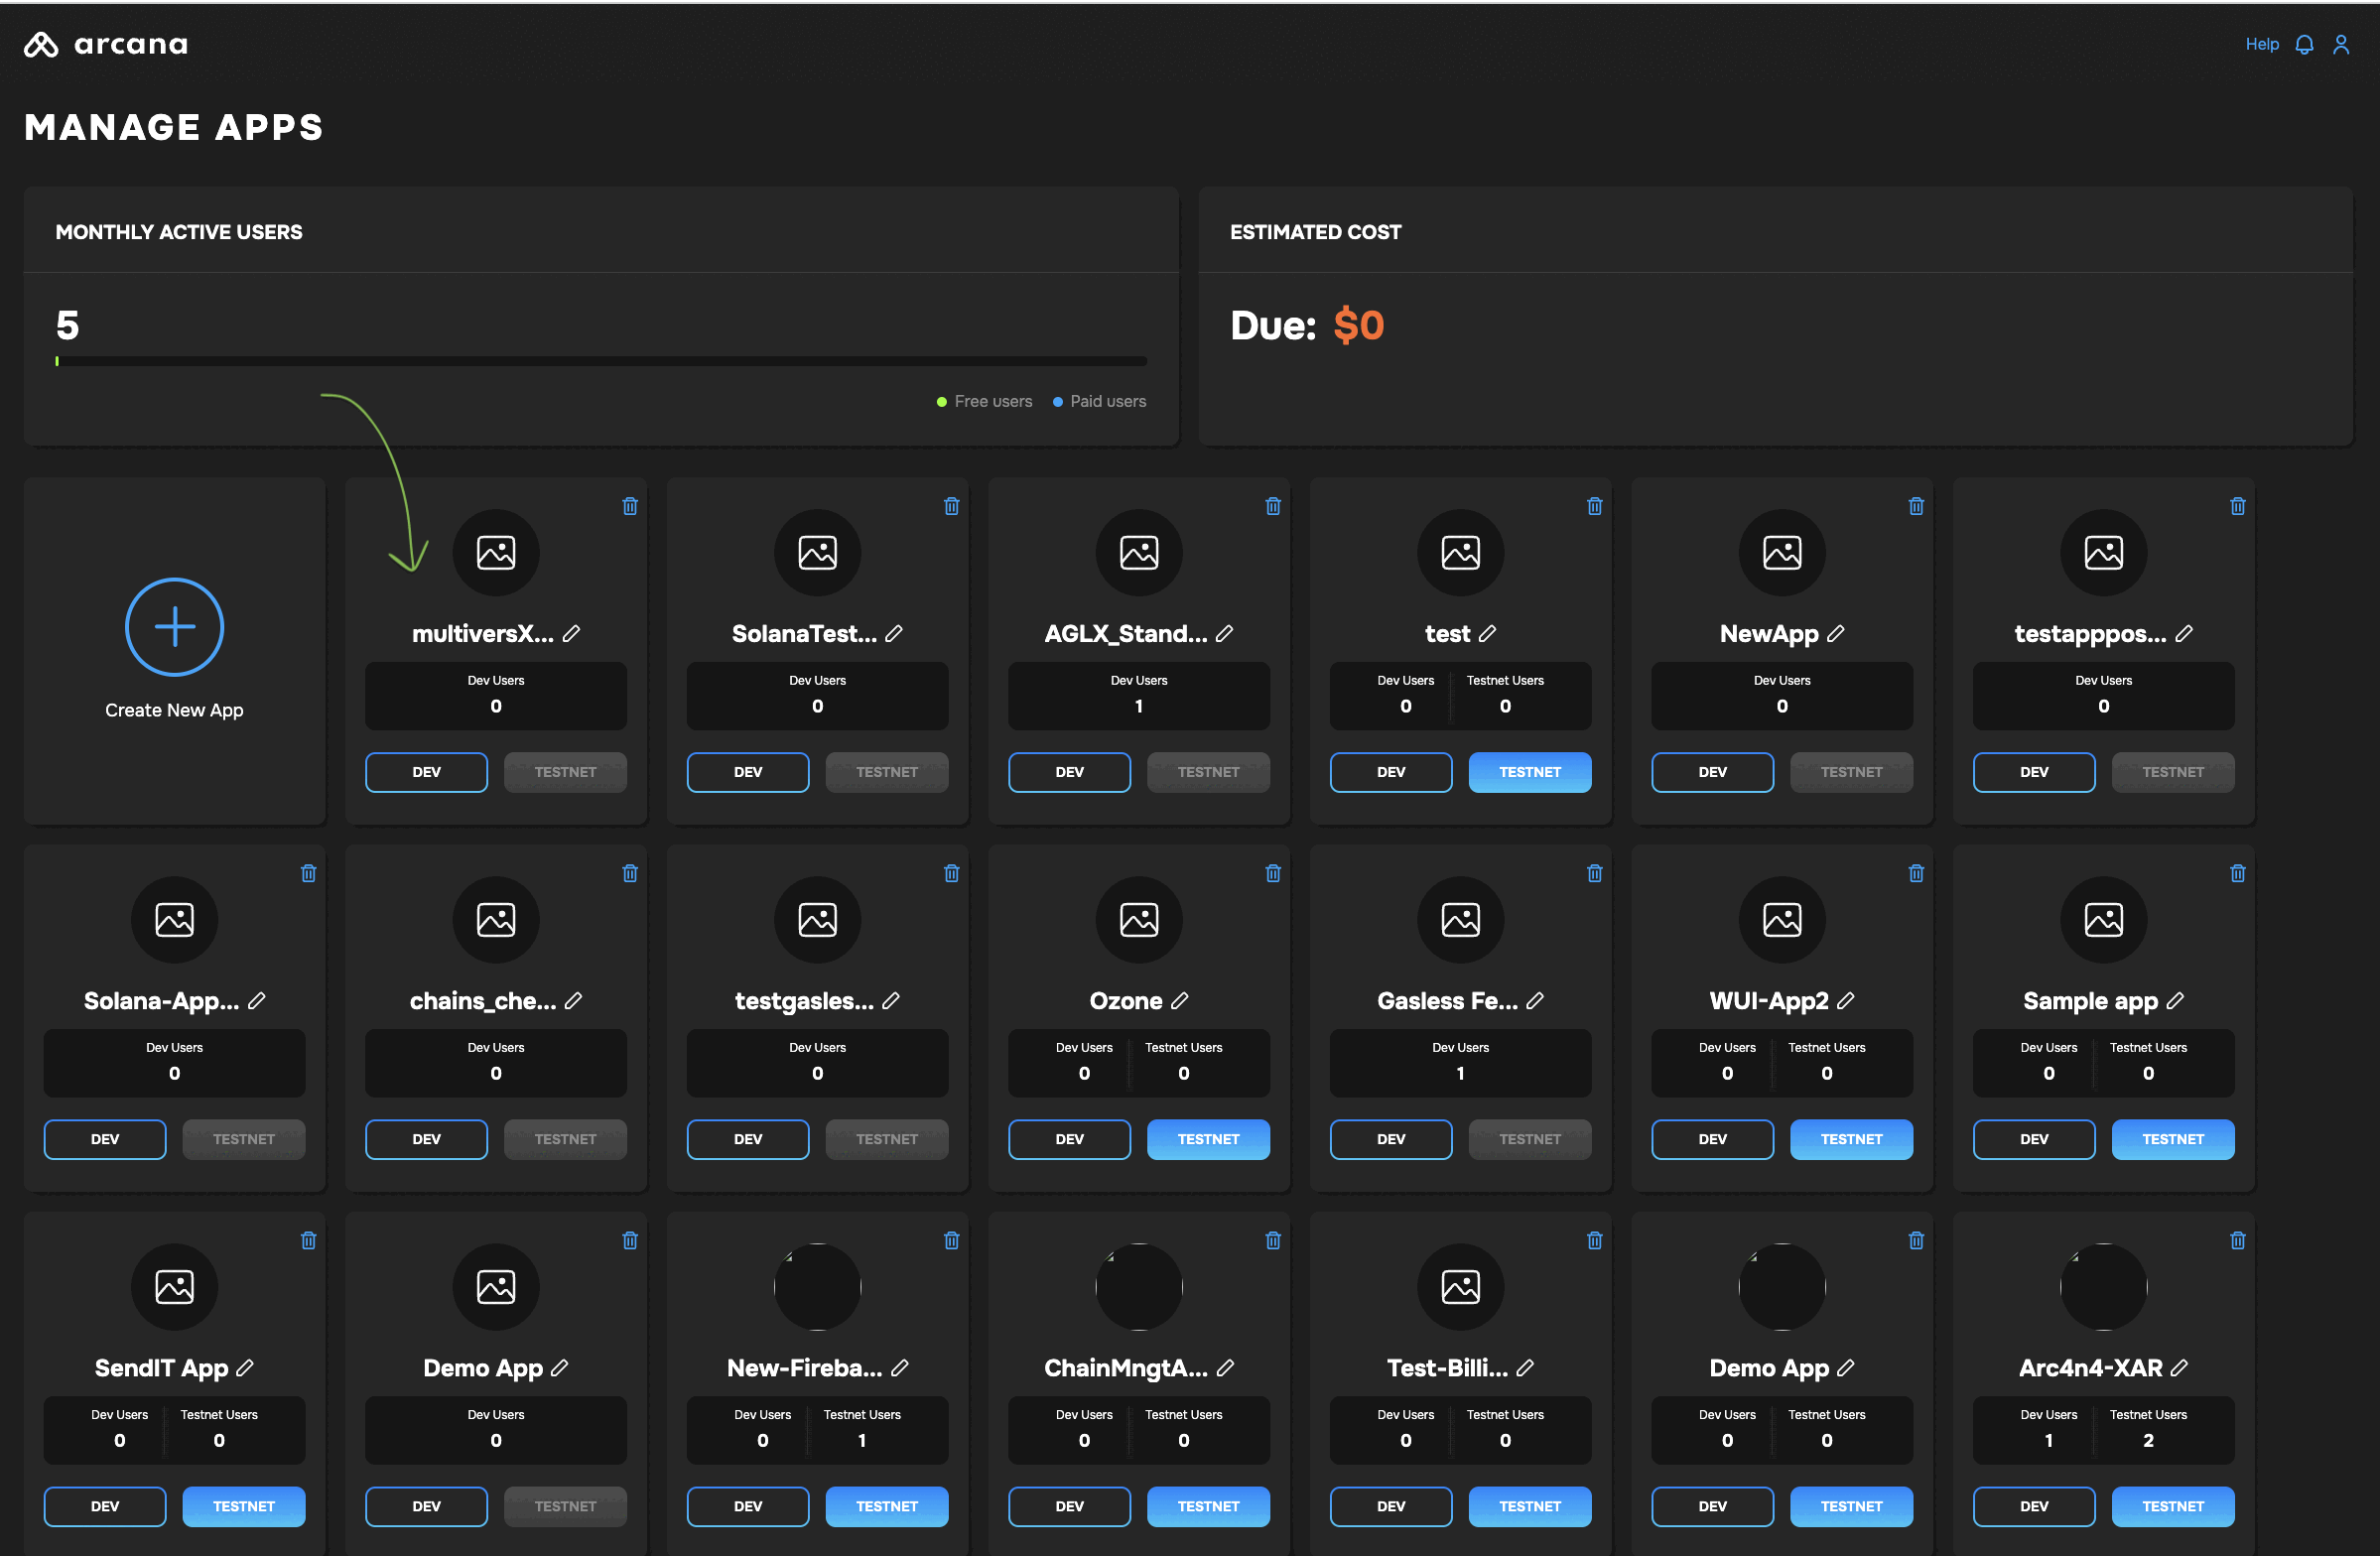 arcana
Help
MANAGE APPS
MONTHLY ACTIVE USERS
5
Free users Paid users
ESTIMATED COST
Due: $0
Create New App
multiversX...
Dev Users
0
DEV TESTNET
SolanaTest...
Dev Users
0
DEV TESTNET
AGLX_Stand...
Dev Users
1
DEV TESTNET
test
Dev Users Testnet Users
0 0
DEV TESTNET
NewApp
Dev Users
0
DEV TESTNET
testapppos...
Dev Users
0
DEV TESTNET
Solana-App...
Dev Users
0
DEV TESTNET
chains_che...
Dev Users
0
DEV TESTNET
testgasles...
Dev Users
0
DEV TESTNET
Ozone
Dev Users Testnet Users
0 0
DEV TESTNET
Gasless Fe...
Dev Users
1
DEV TESTNET
WUI-App2
Dev Users Testnet Users
0 0
DEV TESTNET
Sample app
Dev Users Testnet Users
0 0
DEV TESTNET
SendIT App
Dev Users Testnet Users
0 0
DEV TESTNET
Demo App
Dev Users
0
DEV TESTNET
New-Fireba...
Dev Users Testnet Users
0 1
DEV TESTNET
ChainMngtA...
Dev Users Testnet Users
0 0
DEV TESTNET
Test-Billi...
Dev Users Testnet Users
0 0
DEV TESTNET
Demo App
Dev Users Testnet Users
0 0
DEV TESTNET
Arc4n4-XAR
Dev Users Testnet Users
1 2
DEV TESTNET